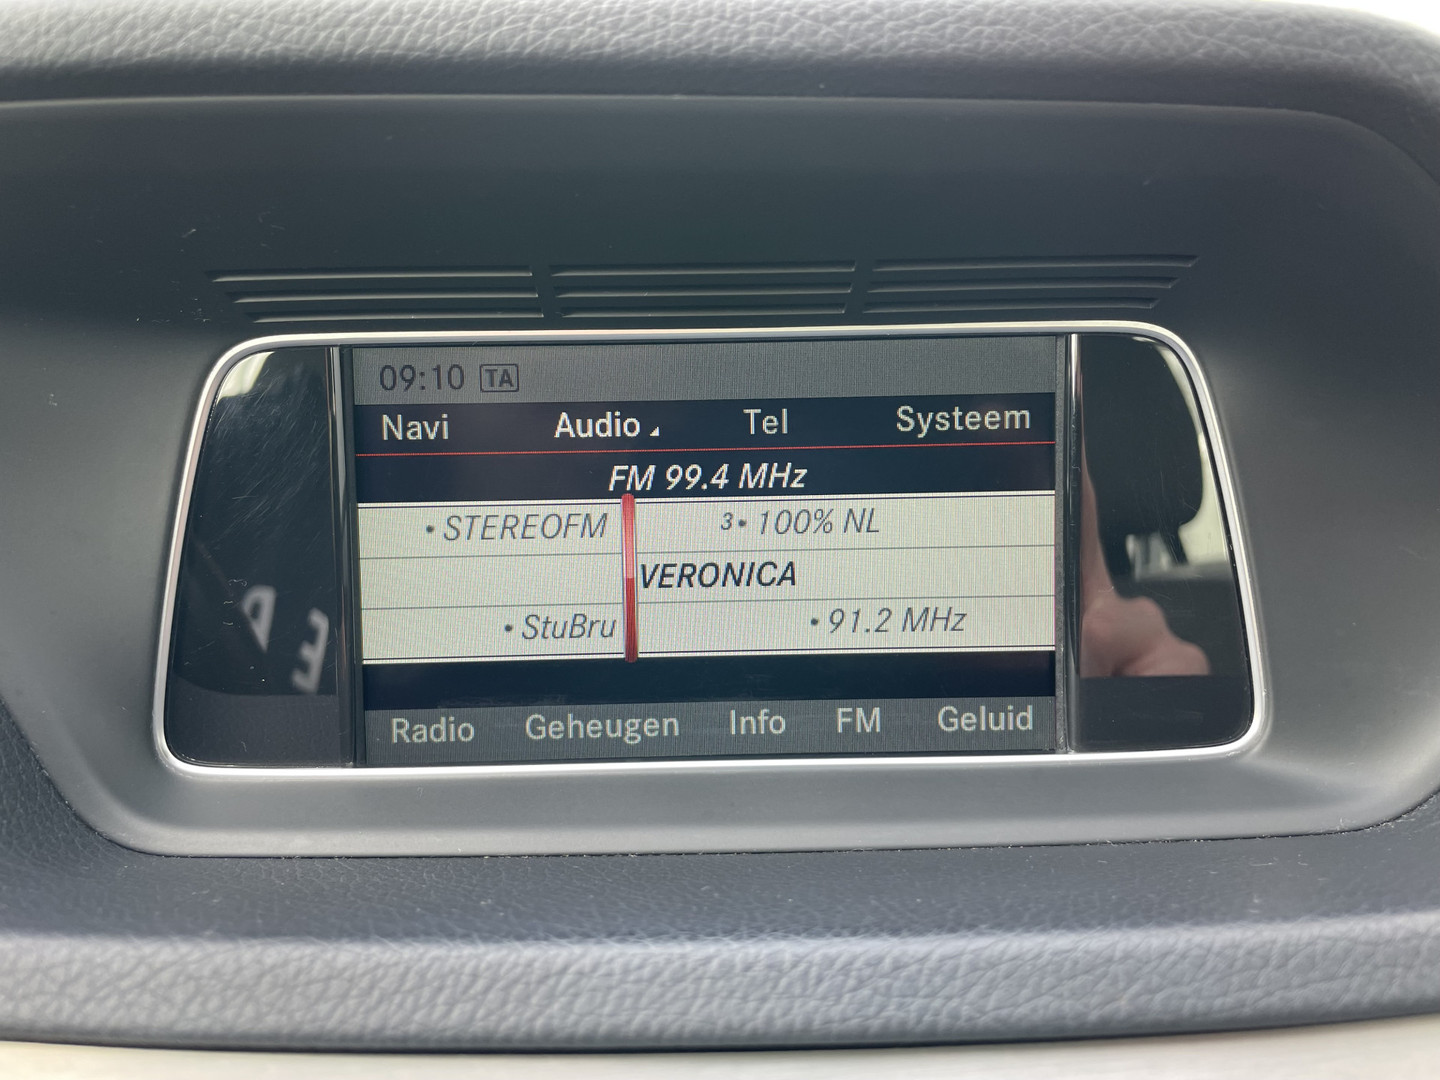 09:10 TA
Navi Audio Tel Systeem
FM 99.4 MHz
• STEREOFM 3• 100% NL
VERONICA
• StuBru • 91.2 MHz
Radio Geheugen Info FM Geluid